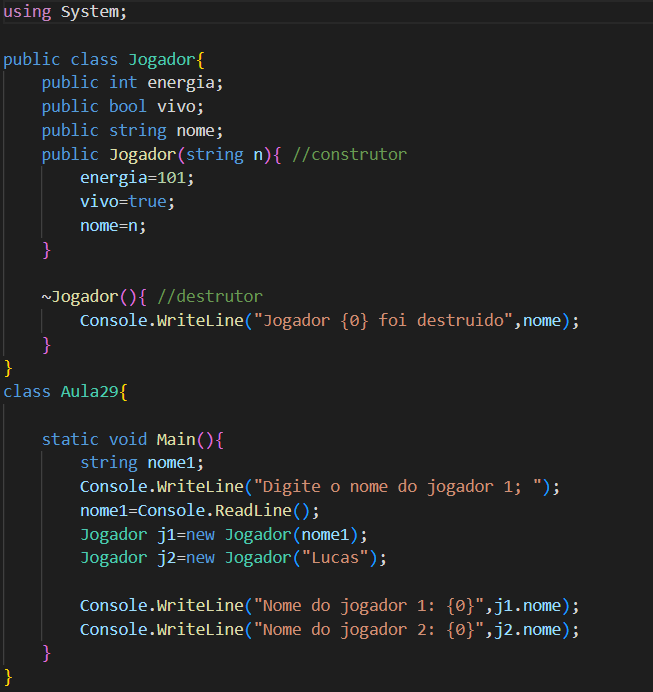 using System;

public class Jogador{
    public int energia;
    public bool vivo;
    public string nome;
    public Jogador(string n){ //construtor
        energia=101;
        vivo=true;
        nome=n;
    }

    ~Jogador(){ //destrutor
        Console.WriteLine("Jogador {0} foi destruido",nome);
    }
}
class Aula29{

    static void Main(){
        string nome1;
        Console.WriteLine("Digite o nome do jogador 1; ");
        nome1=Console.ReadLine();
        Jogador j1=new Jogador(nome1);
        Jogador j2=new Jogador("Lucas");

        Console.WriteLine("Nome do jogador 1: {0}",j1.nome);
        Console.WriteLine("Nome do jogador 2: {0}",j2.nome);
    }
}